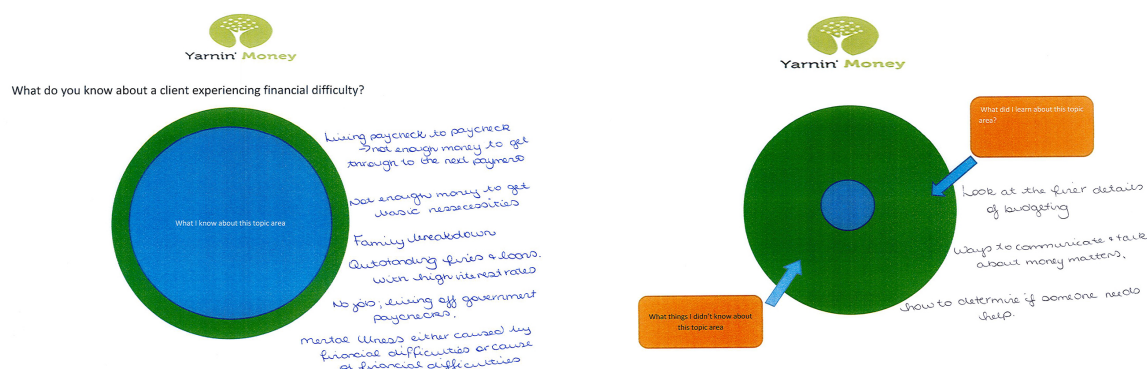 Yarnin' Money
What do you know about a client experiencing financial difficulty?
What I know about this topic area
Living paycheck to paycheck
→not enough money to get
through to the next payment
Not enough money to get
basic nessecessities
Family breakdown
Outstanding fines & loans.
with high interest rates
No job; living off government
paychecks.
Mental Illness either caused by
financial difficulties or cause
of financial difficulties
Yarnin' Money
What did I learn about this topic
area?
Look at the finer details
of budgeting
Ways to communicate & talk
about money matters.
how to determine if someone needs
help.
What things I didn't know about
this topic area